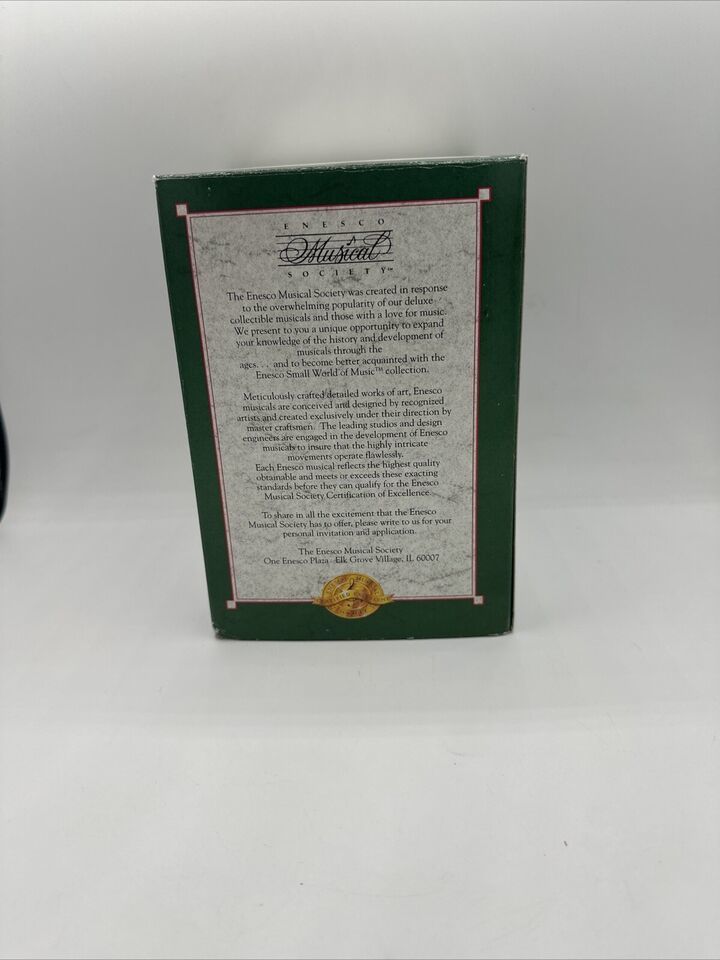 ENESCO
Musical
SOCIETY™
The Enesco Musical Society was created in response
to the overwhelming popularity of our deluxe
collectible musicals and those with a love for music.
We present to you a unique opportunity to expand
your knowledge of the history and development of
musicals through the
ages. . . and to become better acquainted with the
Enesco Small World of Music™ collection.
Meticulously crafted detailed works of art, Enesco
musicals are conceived and designed by recognized
artists and created exclusively under their direction by
master craftsmen. The leading studios and design
engineers are engaged in the development of Enesco
musicals to insure that the highly intricate
movements operate flawlessly.
Each Enesco musical reflects the highest quality
obtainable and meets or exceeds these exacting
standards before they can qualify for the Enesco
Musical Society Certification of Excellence.
To share in all the excitement that the Enesco
Musical Society has to offer, please write to us for your
personal invitation and application.
The Enesco Musical Society
One Enesco Plaza Elk Grove Village, IL 60007